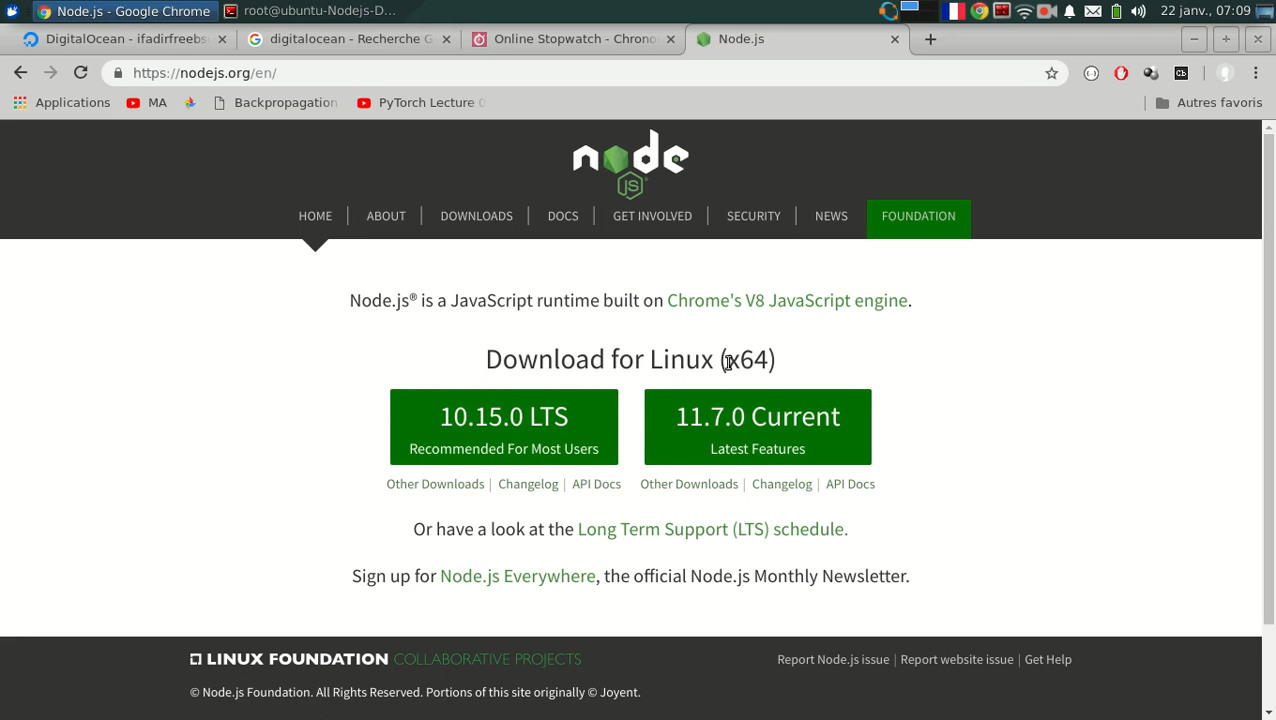 Node.js - Google Chrome
root@ubuntu-Nodejs-D...
22 janv., 07:09
DigitalOcean - ifadirfreebs
digitalocean - Recherche G
Online Stopwatch - Chrono
Node.js
https://nodejs.org/en/
Applications
MA
Backpropagation
PyTorch Lecture
Autres favoris
node
JS
HOME | ABOUT | DOWNLOADS | DOCS | GET INVOLVED | SECURITY | NEWS FOUNDATION
Node.js® is a JavaScript runtime built on Chrome's V8 JavaScript engine.
Download for Linux (x64)
10.15.0 LTS
Recommended For Most Users
11.7.0 Current
Latest Features
Other Downloads | Changelog | API Docs
Other Downloads | Changelog | API Docs
Or have a look at the Long Term Support (LTS) schedule.
Sign up for Node.js Everywhere, the official Node.js Monthly Newsletter.
LINUX FOUNDATION COLLABORATIVE PROJECTS
Report Node.js issue | Report website issue | Get Help
© Node.js Foundation. All Rights Reserved. Portions of this site originally © Joyent.